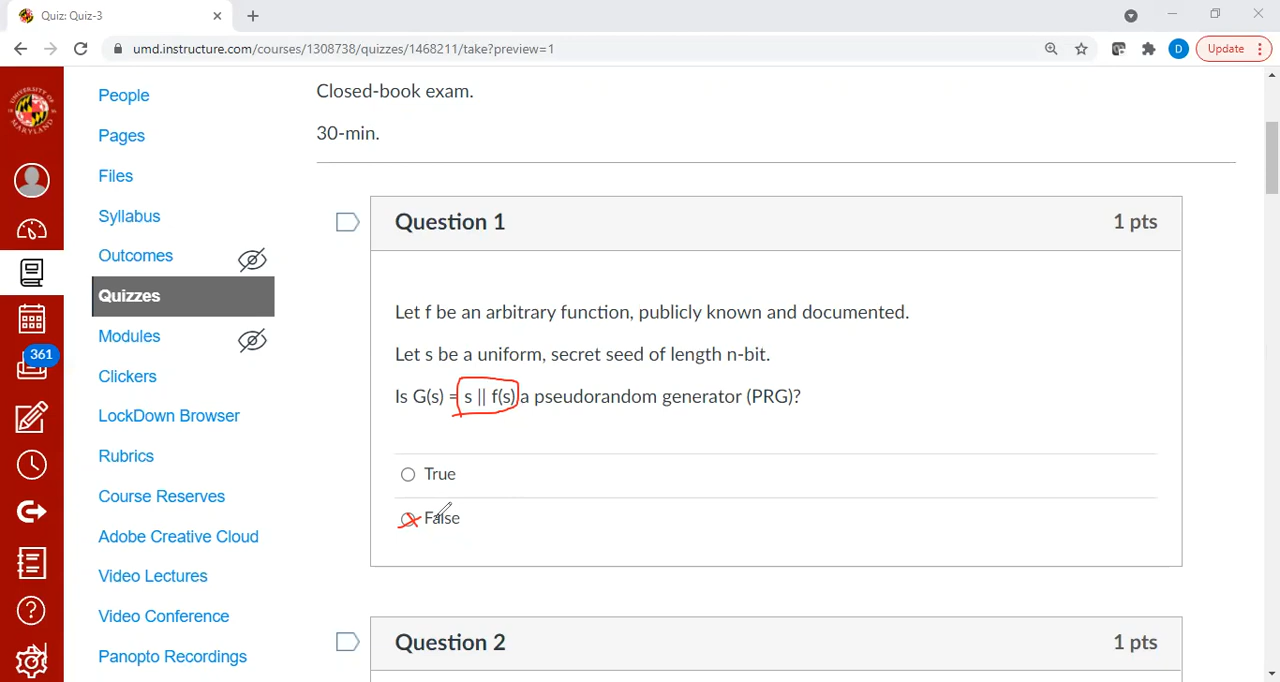 Quiz: Quiz-3
umd.instructure.com/courses/1308738/quizzes/1468211/take?preview=1
D
Update
UNIVERSITY OF
MARYLAND
361
People
Pages
Files
Syllabus
Outcomes
Quizzes
Modules
Clickers
LockDown Browser
Rubrics
Course Reserves
Adobe Creative Cloud
Video Lectures
Video Conference
Panopto Recordings
Closed-book exam.
30-min.
Question 1
1 pts
Let f be an arbitrary function, publicly known and documented.
Let s be a uniform, secret seed of length n-bit.
Is G(s) = s || f(s) a pseudorandom generator (PRG)?
True
False
Question 2
1 pts